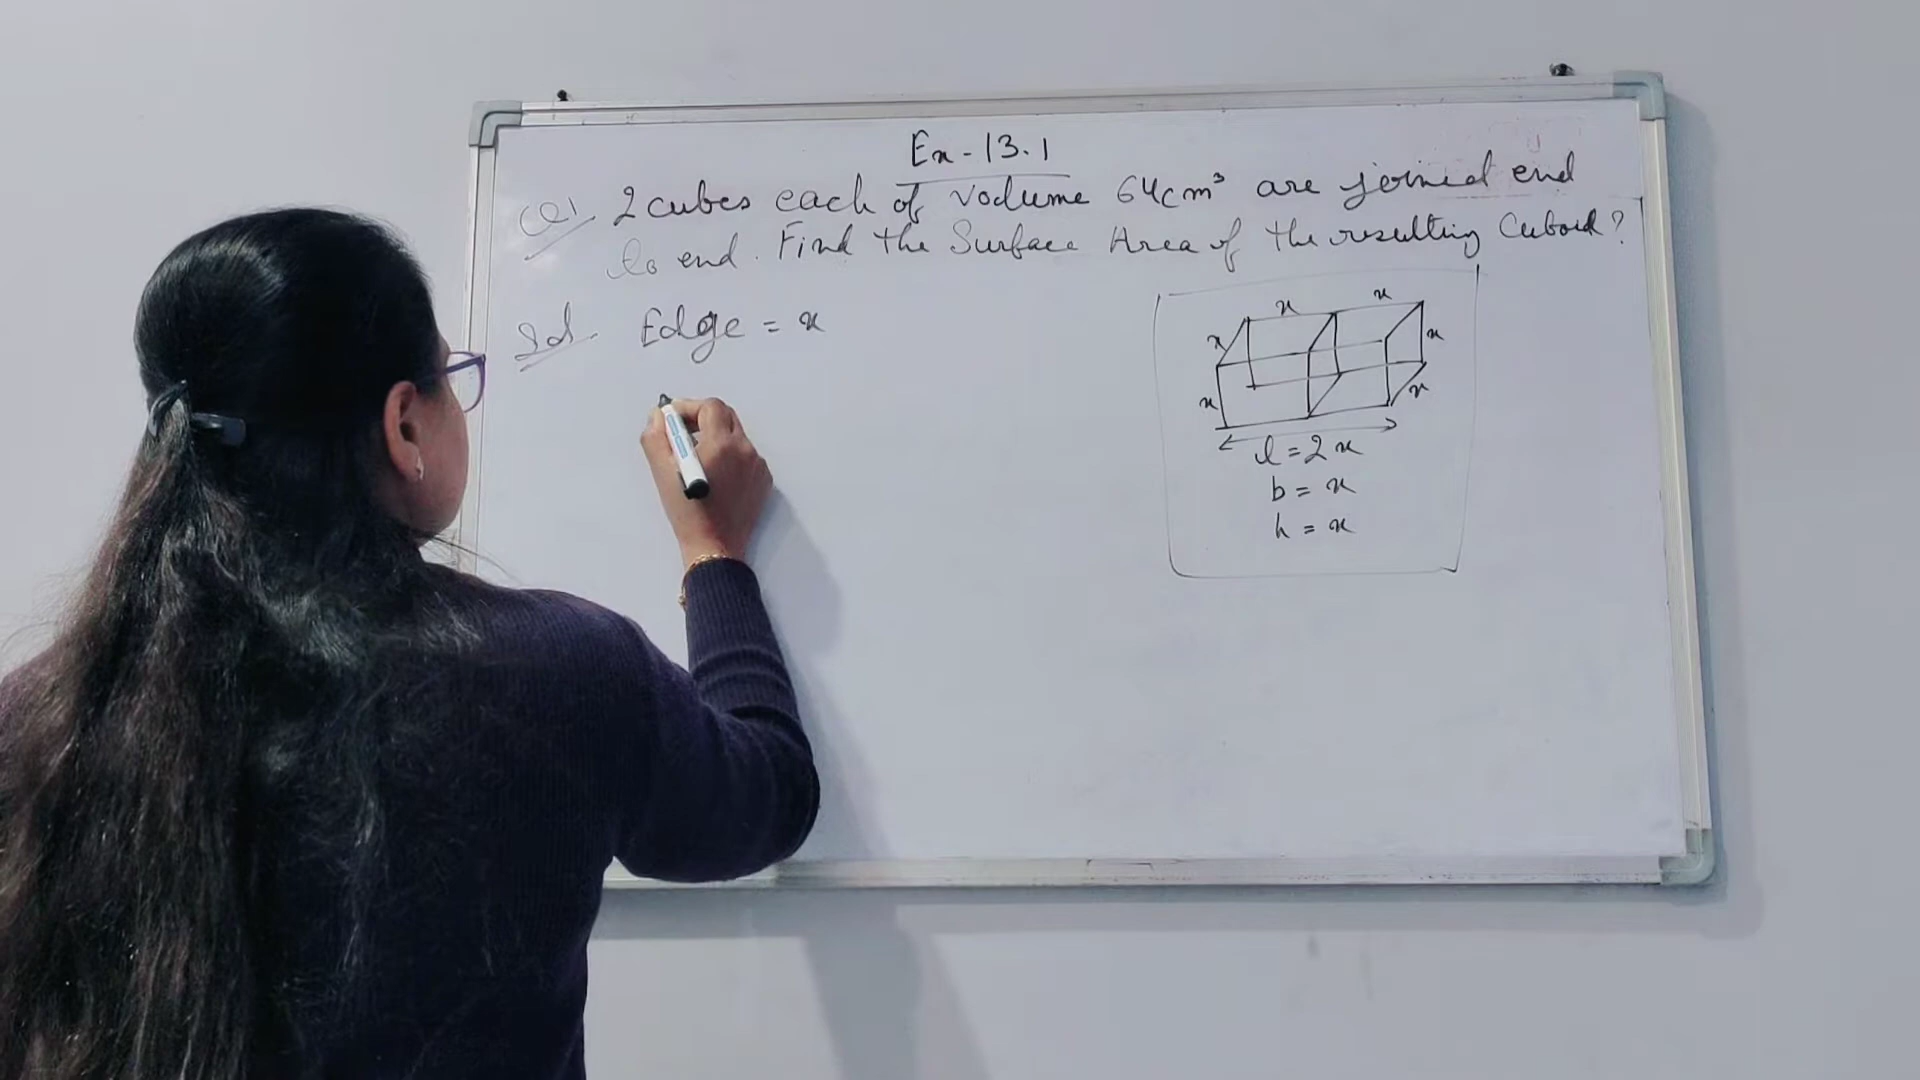 Ex-13.1
Q1 2 cubes each of volume 64cm³ are joined end
to end. Find the Surface Area of the resulting Cuboid?
Sol. Edge = x
x x
x x
x x
l = 2x
b = x
h = x